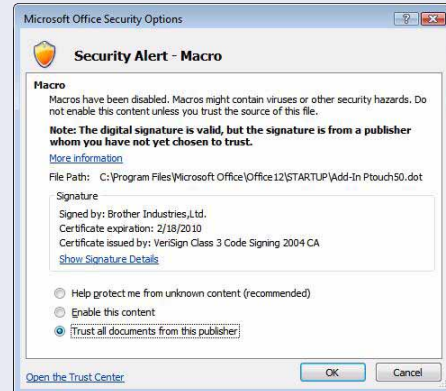 Microsoft Office Security Options
Security Alert - Macro
Macro
Macros have been disabled. Macros might contain viruses or other security hazards. Do
not enable this content unless you trust the source of this file.
Note: The digital signature is valid, but the signature is from a publisher
whom you have not yet chosen to trust.
More information
File Path: C:\Program Files\Microsoft Office\Office12\STARTUP\Add-In Ptouch50.dot
Signature
Signed by: Brother Industries,Ltd.
Certificate expiration: 2/18/2010
Certificate issued by: VeriSign Class 3 Code Signing 2004 CA
Show Signature Details
Help protect me from unknown content (recommended)
Enable this content
Trust all documents from this publisher
Open the Trust Center
OK
Cancel